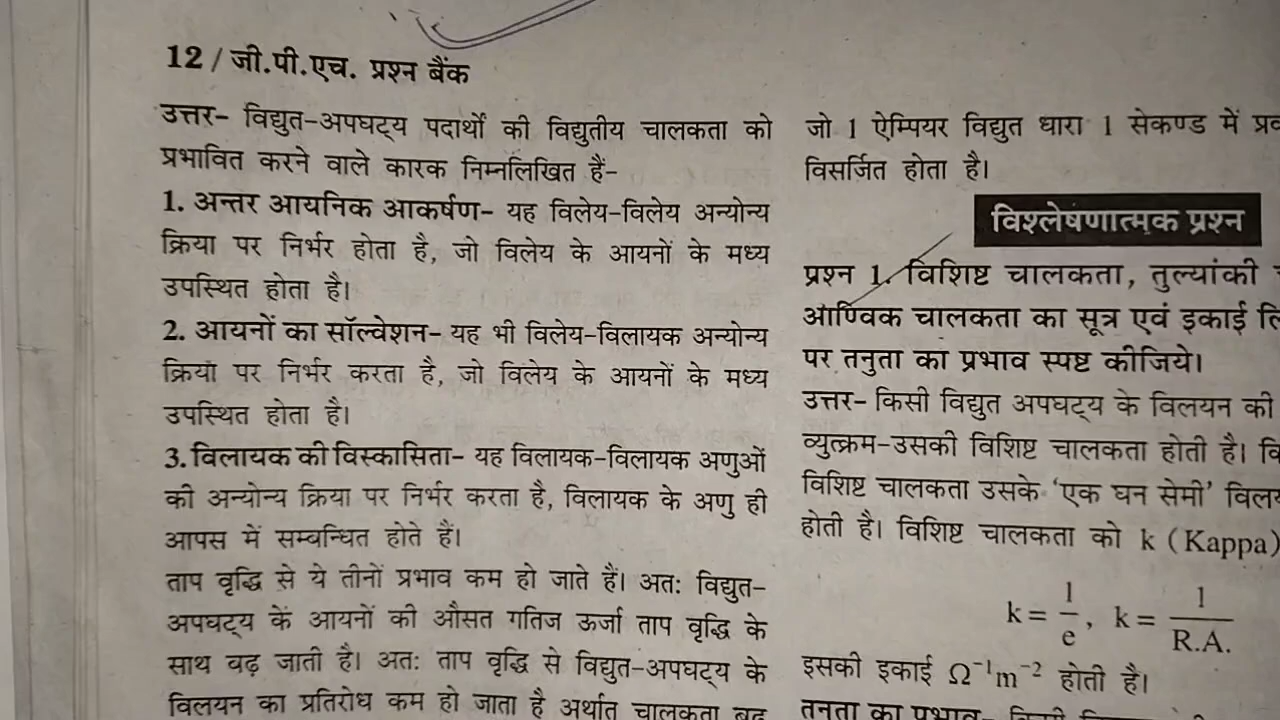 12 / जी.पी.एच. प्रश्न बैंक
उत्तर- विद्युत-अपघट्य पदार्थों की विद्युतीय चालकता को
प्रभावित करने वाले कारक निम्नलिखित हैं-
1. अन्तर आयनिक आकर्षण- यह विलेय-विलेय अन्योन्य
क्रिया पर निर्भर होता है, जो विलेय के आयनों के मध्य
उपस्थित होता है।
2. आयनों का सॉल्वेशन- यह भी विलेय-विलायक अन्योन्य
क्रिया पर निर्भर करता है, जो विलेय के आयनों के मध्य
उपस्थित होता है।
3. विलायक की विस्कासिता- यह विलायक-विलायक अणुओं
की अन्योन्य क्रिया पर निर्भर करता है, विलायक के अणु ही
आपस में सम्बन्धित होते हैं।
ताप वृद्धि से ये तीनों प्रभाव कम हो जाते हैं। अत: विद्युत-
अपघट्य के आयनों की औसत गतिज ऊर्जा ताप वृद्धि के
साथ बढ़ जाती है। अत: ताप वृद्धि से विद्युत-अपघट्य के
विलयन का प्रतिरोध कम हो जाता है अर्थात् चालकता बढ़
जो 1 ऐम्पियर विद्युत धारा 1 सेकण्ड में
विसर्जित होता है।
विश्लेषणात्मक प्रश्न
प्रश्न 1. विशिष्ट चालकता, तुल्यांकी
आण्विक चालकता का सूत्र एवं इकाई
पर तनुता का प्रभाव स्पष्ट कीजिये।
उत्तर- किसी विद्युत अपघट्य के विलयन की
व्युत्क्रम-उसकी विशिष्ट चालकता होती है।
विशिष्ट चालकता उसके 'एक घन सेमी'
होती है। विशिष्ट चालकता को k (Kappa)
k = 1/e, k = 1/R.A.
इसकी इकाई Ω⁻¹m⁻² होती है।
तनुता का प्रभाव- किसी